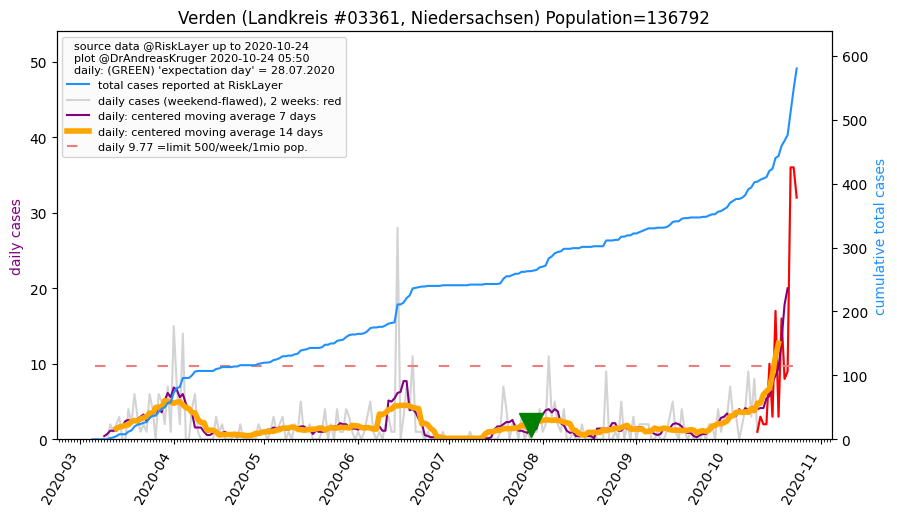 Verden (Landkreis #03361, Niedersachsen) Population=136792
source data @RiskLayer up to 2020-10-24
plot @DrAndreasKruger 2020-10-24 05:50
daily: (GREEN) 'expectation day' = 28.07.2020
total cases reported at RiskLayer
daily cases (weekend-flawed), 2 weeks: red
daily: centered moving average 7 days
daily: centered moving average 14 days
daily 9.77 =limit 500/week/1mio pop.
daily cases
50
40
30
20
10
0
cumulative total cases
600
500
400
300
200
100
0
2020-03
2020-04
2020-05
2020-06
2020-07
2020-08
2020-09
2020-10
2020-11